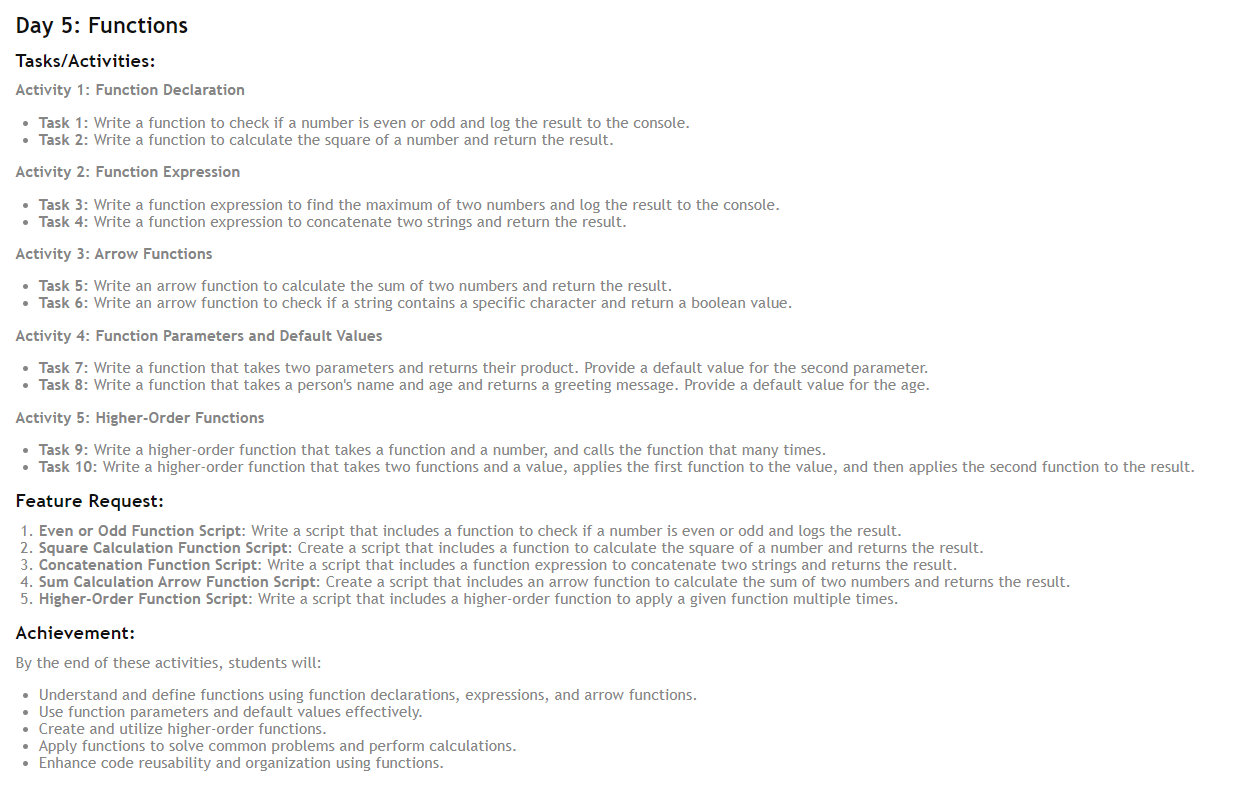 Day 5: Functions
Tasks/Activities:
Activity 1: Function Declaration
• Task 1: Write a function to check if a number is even or odd and log the result to the console.
• Task 2: Write a function to calculate the square of a number and return the result.
Activity 2: Function Expression
• Task 3: Write a function expression to find the maximum of two numbers and log the result to the console.
• Task 4: Write a function expression to concatenate two strings and return the result.
Activity 3: Arrow Functions
• Task 5: Write an arrow function to calculate the sum of two numbers and return the result.
• Task 6: Write an arrow function to check if a string contains a specific character and return a boolean value.
Activity 4: Function Parameters and Default Values
• Task 7: Write a function that takes two parameters and returns their product. Provide a default value for the second parameter.
• Task 8: Write a function that takes a person's name and age and returns a greeting message. Provide a default value for the age.
Activity 5: Higher-Order Functions
• Task 9: Write a higher-order function that takes a function and a number, and calls the function that many times.
• Task 10: Write a higher-order function that takes two functions and a value, applies the first function to the value, and then applies the second function to the result.
Feature Request:
1. Even or Odd Function Script: Write a script that includes a function to check if a number is even or odd and logs the result.
2. Square Calculation Function Script: Create a script that includes a function to calculate the square of a number and returns the result.
3. Concatenation Function Script: Write a script that includes a function expression to concatenate two strings and returns the result.
4. Sum Calculation Arrow Function Script: Create a script that includes an arrow function to calculate the sum of two numbers and returns the result.
5. Higher-Order Function Script: Write a script that includes a higher-order function to apply a given function multiple times.
Achievement:
By the end of these activities, students will:
• Understand and define functions using function declarations, expressions, and arrow functions.
• Use function parameters and default values effectively.
• Create and utilize higher-order functions.
• Apply functions to solve common problems and perform calculations.
• Enhance code reusability and organization using functions.